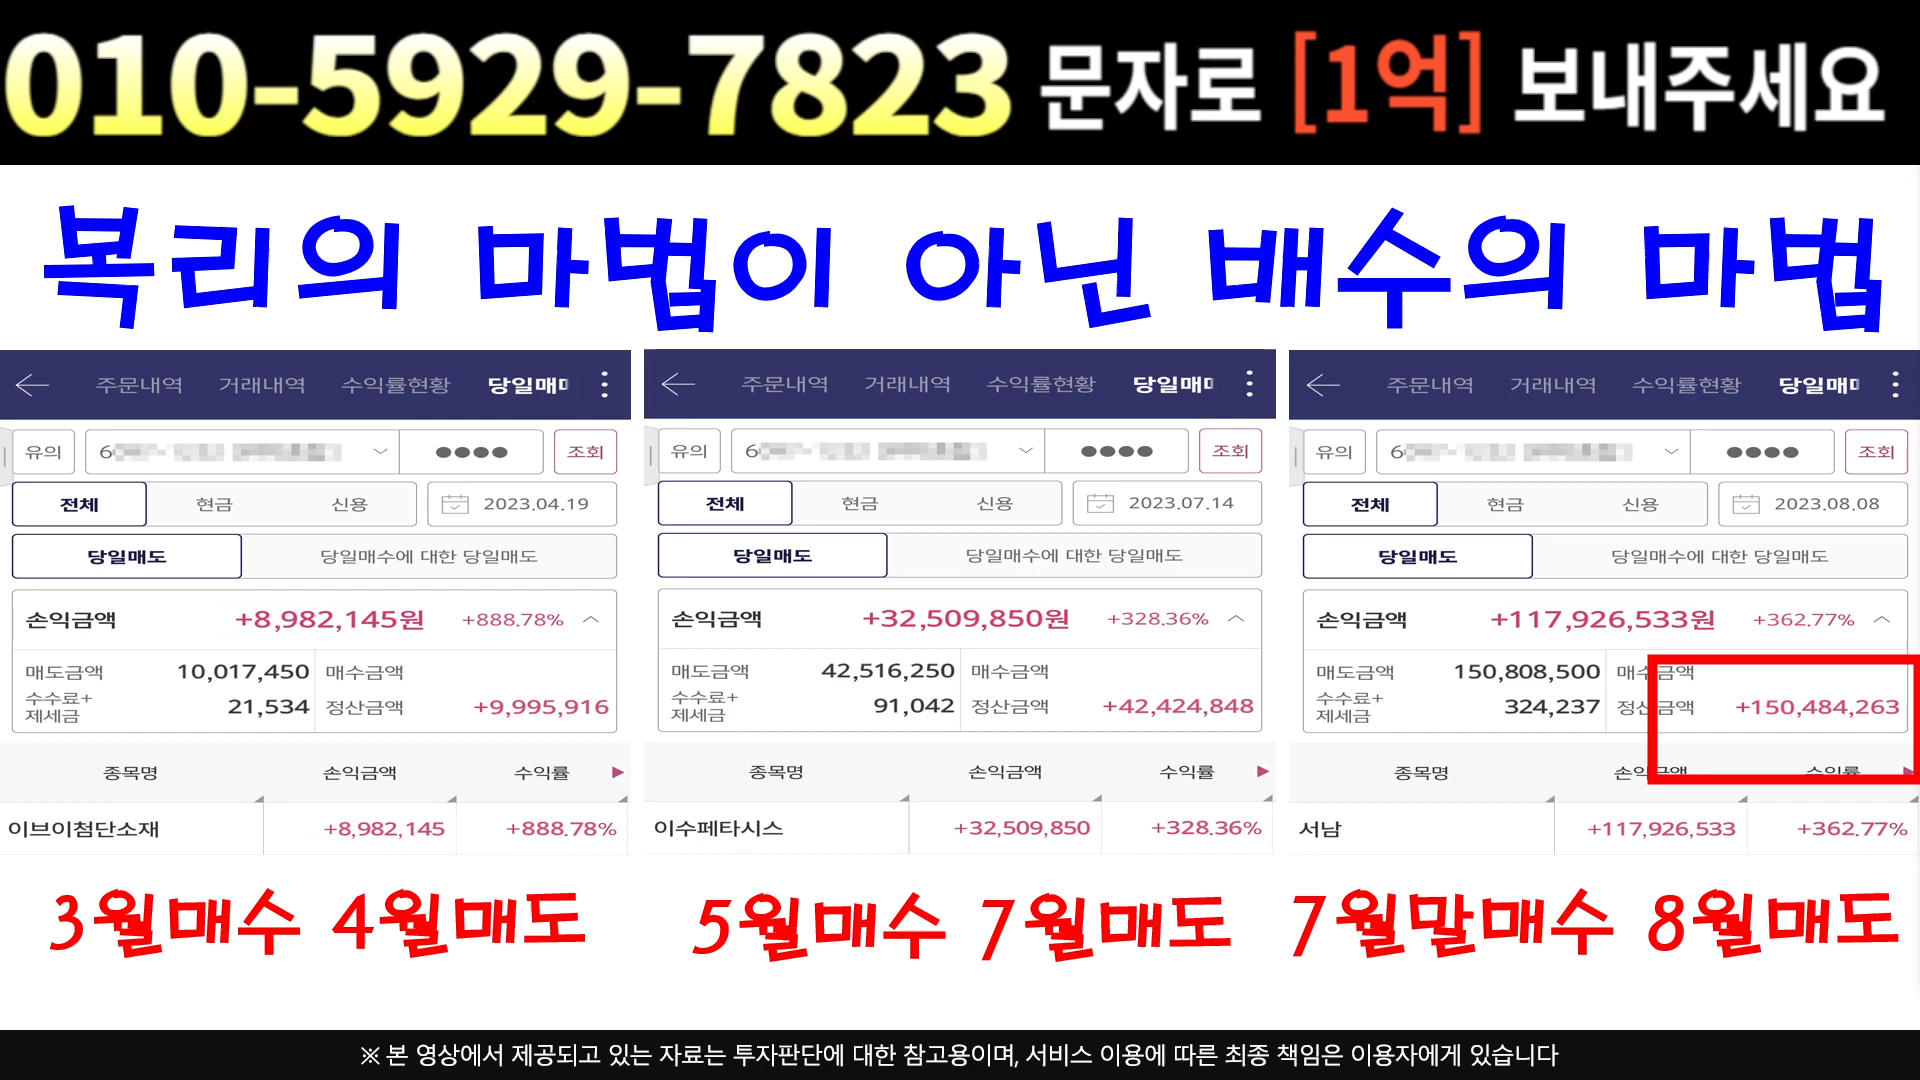 010-5929-7823 문자로 [1억] 보내주세요
복리의 마법이 아닌 배수의 마법
주문내역 거래내역 수익률현황 당일매
유의 6 ●●●● 조회
전체 현금 신용 2023.04.19
당일매도 당일매수에 대한 당일매도
손익금액 +8,982,145원 +888.78%
매도금액 10,017,450 매수금액
수수료+
제세금 21,534 정산금액 +9,995,916
종목명 손익금액 수익률
이브이첨단소재 +8,982,145 +888.78%
3월매수 4월매도
주문내역 거래내역 수익률현황 당일매
유의 6 ●●●● 조회
전체 현금 신용 2023.07.14
당일매도 당일매수에 대한 당일매도
손익금액 +32,509,850원 +328.36%
매도금액 42,516,250 매수금액
수수료+
제세금 91,042 정산금액 +42,424,848
종목명 손익금액 수익률
이수페타시스 +32,509,850 +328.36%
5월매수 7월매도
주문내역 거래내역 수익률현황 당일매
유의 6 ●●●● 조회
전체 현금 신용 2023.08.08
당일매도 당일매수에 대한 당일매도
손익금액 +117,926,533원 +362.77%
매도금액 150,808,500 매수금액
수수료+
제세금 324,237 정산금액 +150,484,263
종목명 손익금액 수익률
서남 +117,926,533 +362.77%
7월말매수 8월매도
※ 본 영상에서 제공되고 있는 자료는 투자판단에 대한 참고용이며, 서비스 이용에 따른 최종 책임은 이용자에게 있습니다